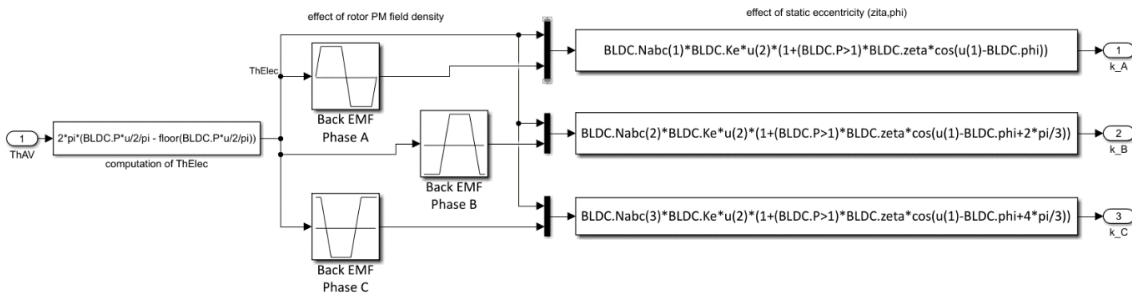 effect of rotor PM field density
effect of static eccentricity (zita,phi)
BLDC.Nabc(1)*BLDC.Ke*u(2)*(1+(BLDC.P>1)*BLDC.zeta*cos(u(1)-BLDC.phi))
1
k_A
ThElec
Back EMF
Phase A
1
ThAV
2*pi*(BLDC.P*u/2/pi - floor(BLDC.P*u/2/pi))
computation of ThElec
BLDC.Nabc(2)*BLDC.Ke*u(2)*(1+(BLDC.P>1)*BLDC.zeta*cos(u(1)-BLDC.phi+2*pi/3))
2
k_B
Back EMF
Phase B
BLDC.Nabc(3)*BLDC.Ke*u(2)*(1+(BLDC.P>1)*BLDC.zeta*cos(u(1)-BLDC.phi+4*pi/3))
3
k_C
Back EMF
Phase C